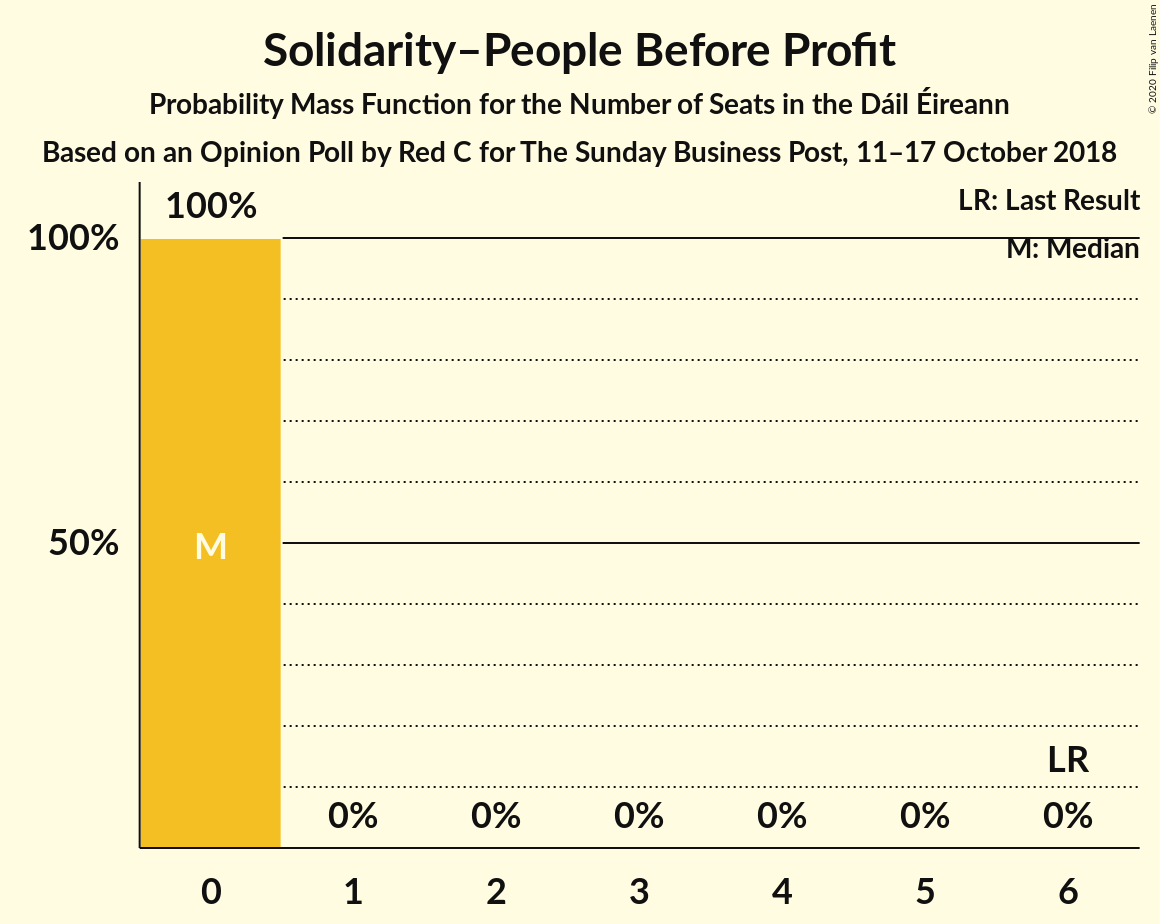 Solidarity–People Before Profit
Probability Mass Function for the Number of Seats in the Dáil Éireann
Based on an Opinion Poll by Red C for The Sunday Business Post, 11–17 October 2018
© 2020 Filip van Laenen
LR: Last Result
M: Median
100%
100%
50%
M
LR
0% 0% 0% 0% 0% 0%
0 1 2 3 4 5 6